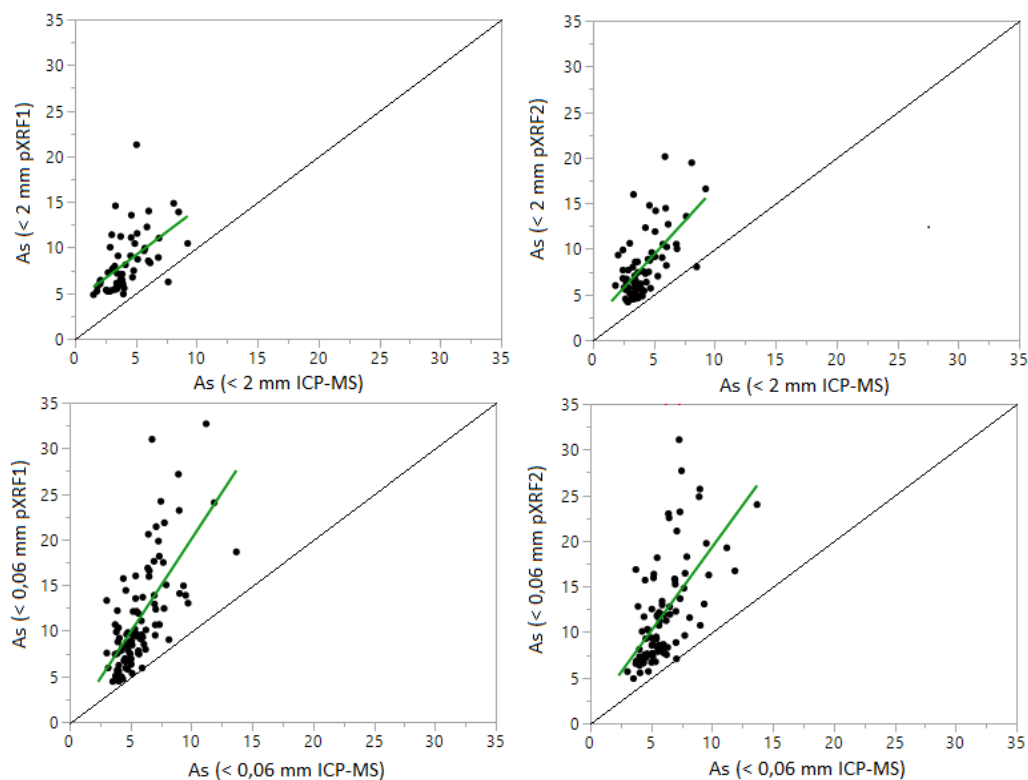 35
30
25
20
15
10
5
0
As (< 2 mm pXRF1)
0 5 10 15 20 25 30 35
As (< 2 mm ICP-MS)
35
30
25
20
15
10
5
0
As (< 2 mm pXRF2)
0 5 10 15 20 25 30 35
As (< 2 mm ICP-MS)
35
30
25
20
15
10
5
0
As (< 0,06 mm pXRF1)
0 5 10 15 20 25 30 35
As (< 0,06 mm ICP-MS)
35
30
25
20
15
10
5
0
As (< 0,06 mm pXRF2)
0 5 10 15 20 25 30 35
As (< 0,06 mm ICP-MS)